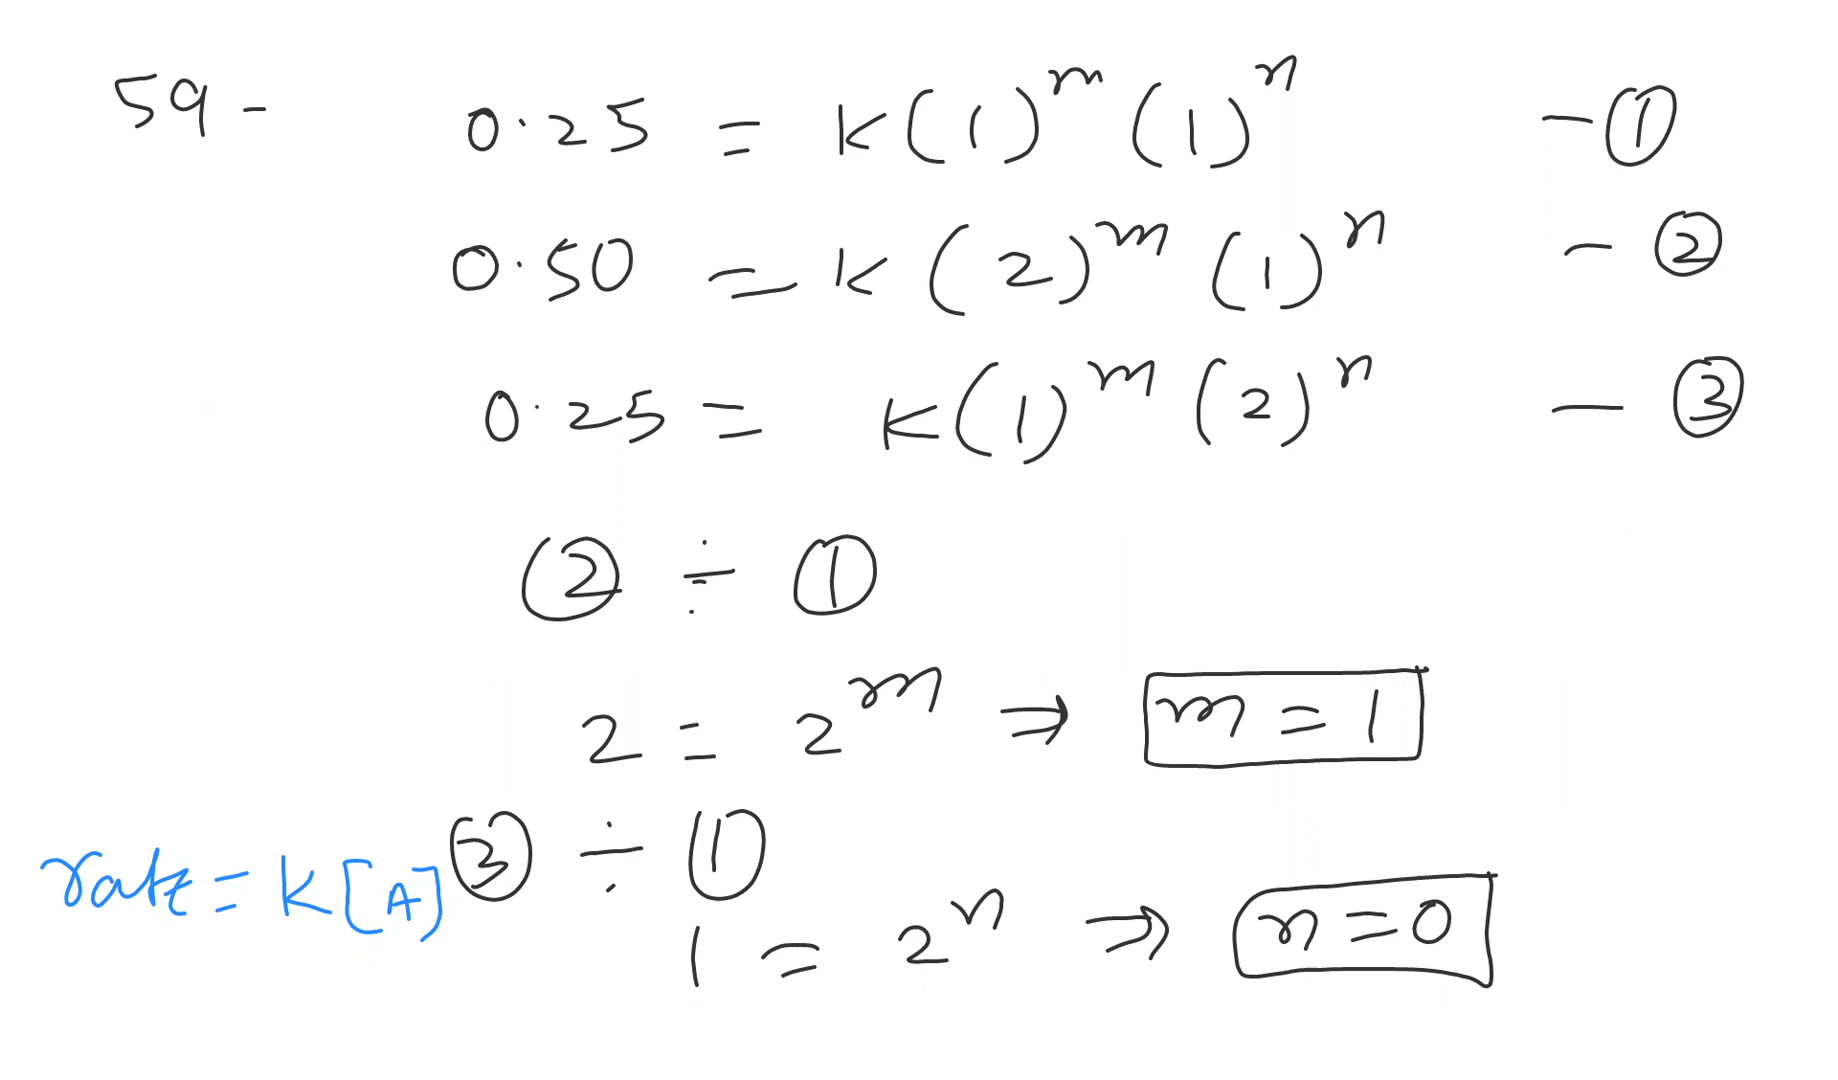 59- 0.25 = K(1)^m (1)^n -①
0.50 = K(2)^m (1)^n -②
0.25 = K(1)^m (2)^n -③
② ÷ ①
2 = 2^m ⇒ m = 1
③ ÷ ①
rate = K[A]
1 = 2^n ⇒ n = 0